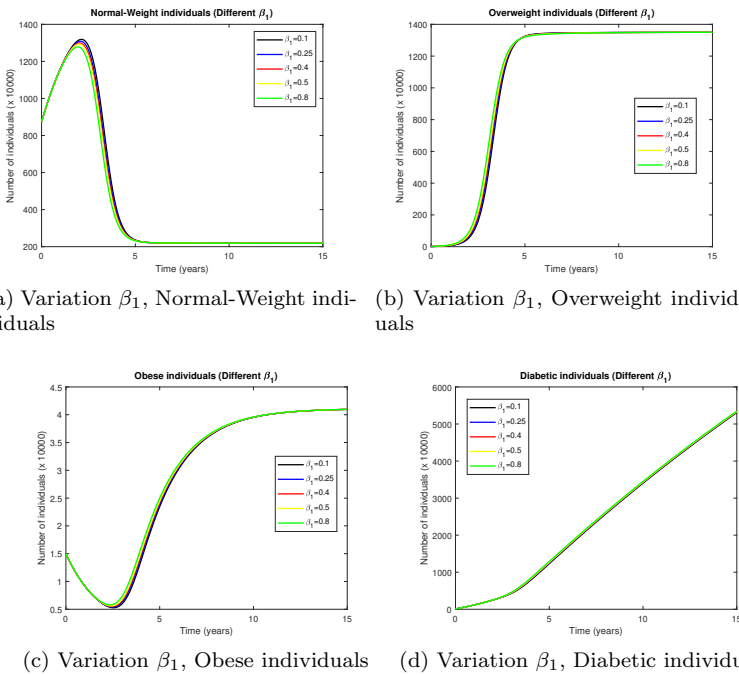 Normal-Weight individuals (Different β1)
1400
1200
1000
800
600
400
200
0
5
10
15
Number of individuals (x 10000)
Time (years)
β1=0.1
β1=0.25
β1=0.4
β1=0.5
β1=0.8
Overweight individuals (Different β1)
1400
1200
1000
800
600
400
200
0
0
5
10
15
Number of individuals (x 10000)
Time (years)
β1=0.1
β1=0.25
β1=0.4
β1=0.5
β1=0.8
a) Variation β1, Normal-Weight indi-
iduals
(b) Variation β1, Overweight individ
uals
Obese individuals (Different β1)
4.5
4
3.5
3
2.5
2
1.5
1
0.5
0
5
10
15
Number of individuals (x 10000)
Time (years)
β1=0.1
β1=0.25
β1=0.4
β1=0.5
β1=0.8
Diabetic individuals (Different β1)
6000
5000
4000
3000
2000
1000
0
0
5
10
15
Number of individuals (x 10000)
Time (years)
β1=0.1
β1=0.25
β1=0.4
β1=0.5
β1=0.8
(c) Variation β1, Obese individuals
(d) Variation β1, Diabetic individu